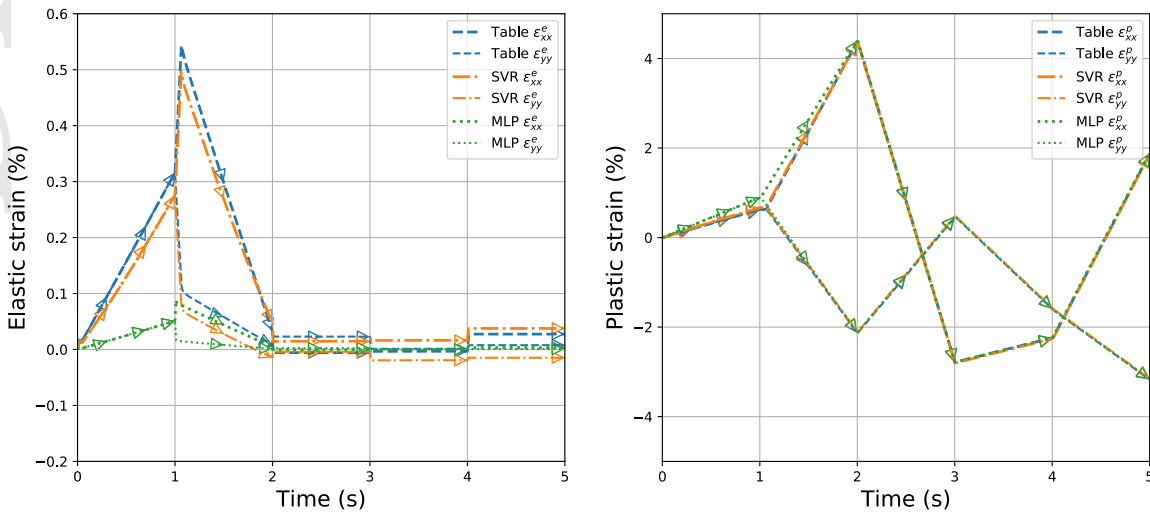 0.6
0.5
0.4
0.3
0.2
0.1
0.0
−0.1
−0.2
Elastic strain (%)
0 1 2 3 4 5
Time (s)
Table ε^e_xx
Table ε^e_yy
SVR ε^e_xx
SVR ε^e_yy
MLP ε^e_xx
MLP ε^e_yy
4
2
0
−2
−4
Plastic strain (%)
0 1 2 3 4 5
Time (s)
Table ε^p_xx
Table ε^p_yy
SVR ε^p_xx
SVR ε^p_yy
MLP ε^p_xx
MLP ε^p_yy